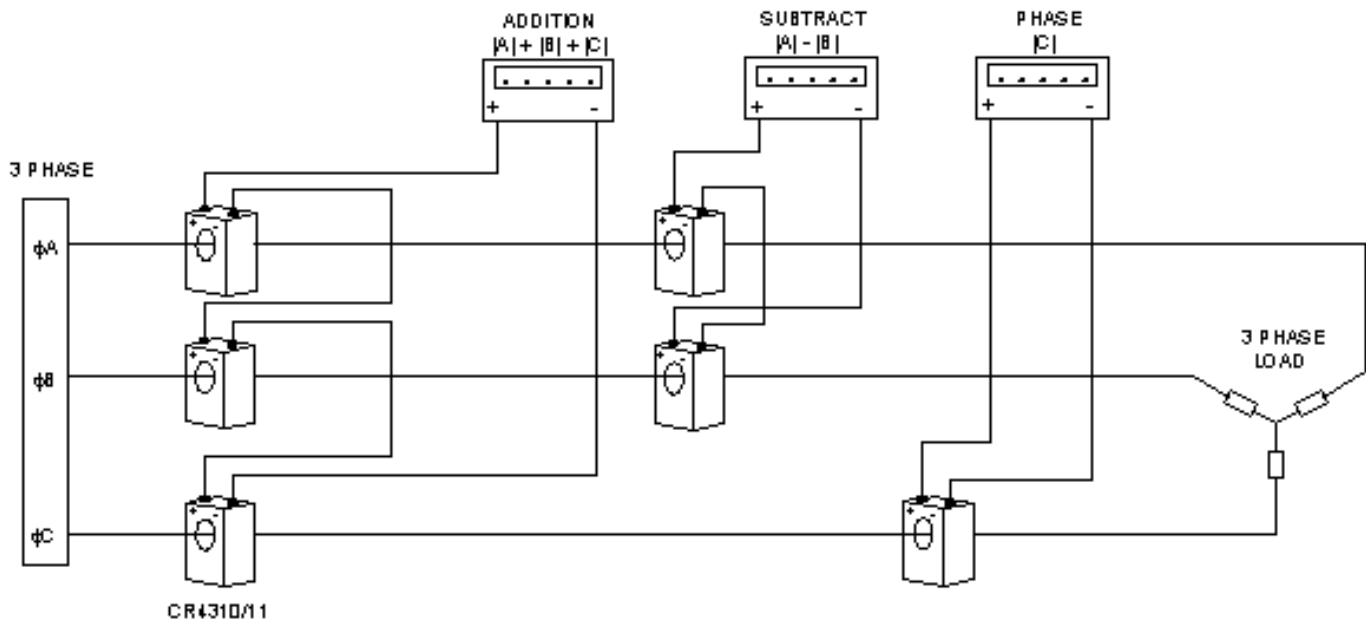 ADDITION
|A| + |B| + |C|
SUBTRACT
|A| - |B|
PHASE
|C|
+ -
+ -
+ -
3 PHASE
+ -
+ -
ϕA
3 PHASE
LOAD
+ -
+ -
ϕB
+ -
+ -
ϕC
CR4310/11